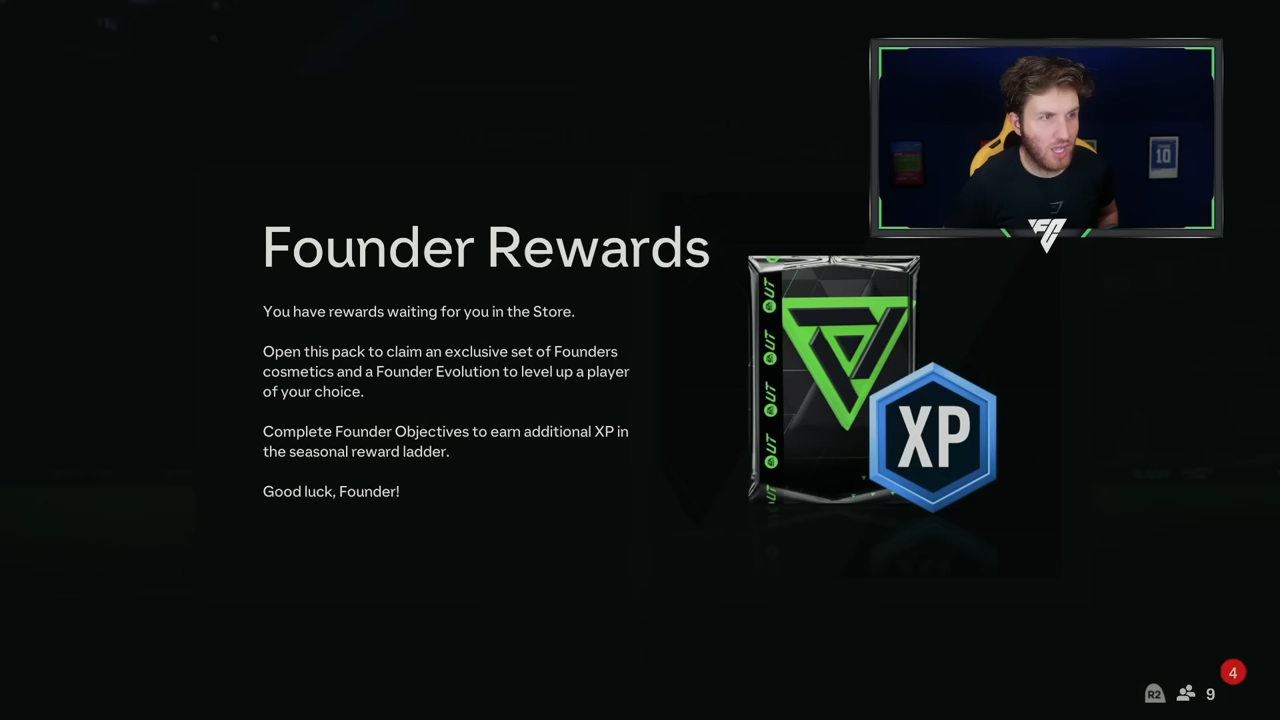 10
Founder Rewards
You have rewards waiting for you in the Store.
Open this pack to claim an exclusive set of Founders
cosmetics and a Founder Evolution to level up a player
of your choice.
Complete Founder Objectives to earn additional XP in
the seasonal reward ladder.
Good luck, Founder!
UT
UT
UT
UT
UT
XP
4
R2
9